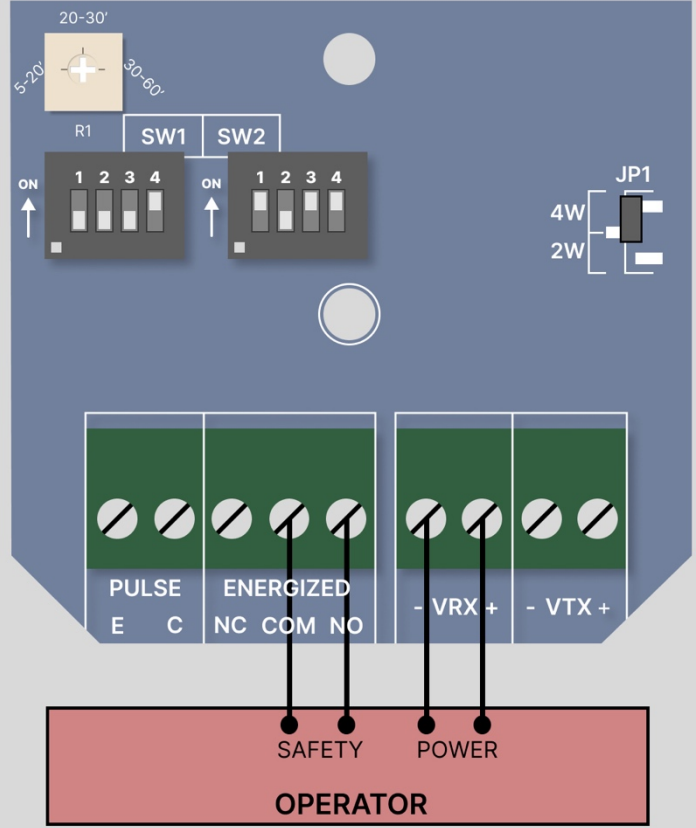 20-30'
5-20'
30-60'
R1
SW1 SW2
JP1
ON
1 2 3 4
ON
1 2 3 4
4W
2W
PULSE ENERGIZED
- VRX + - VTX +
E C NC COM NO
SAFETY POWER
OPERATOR